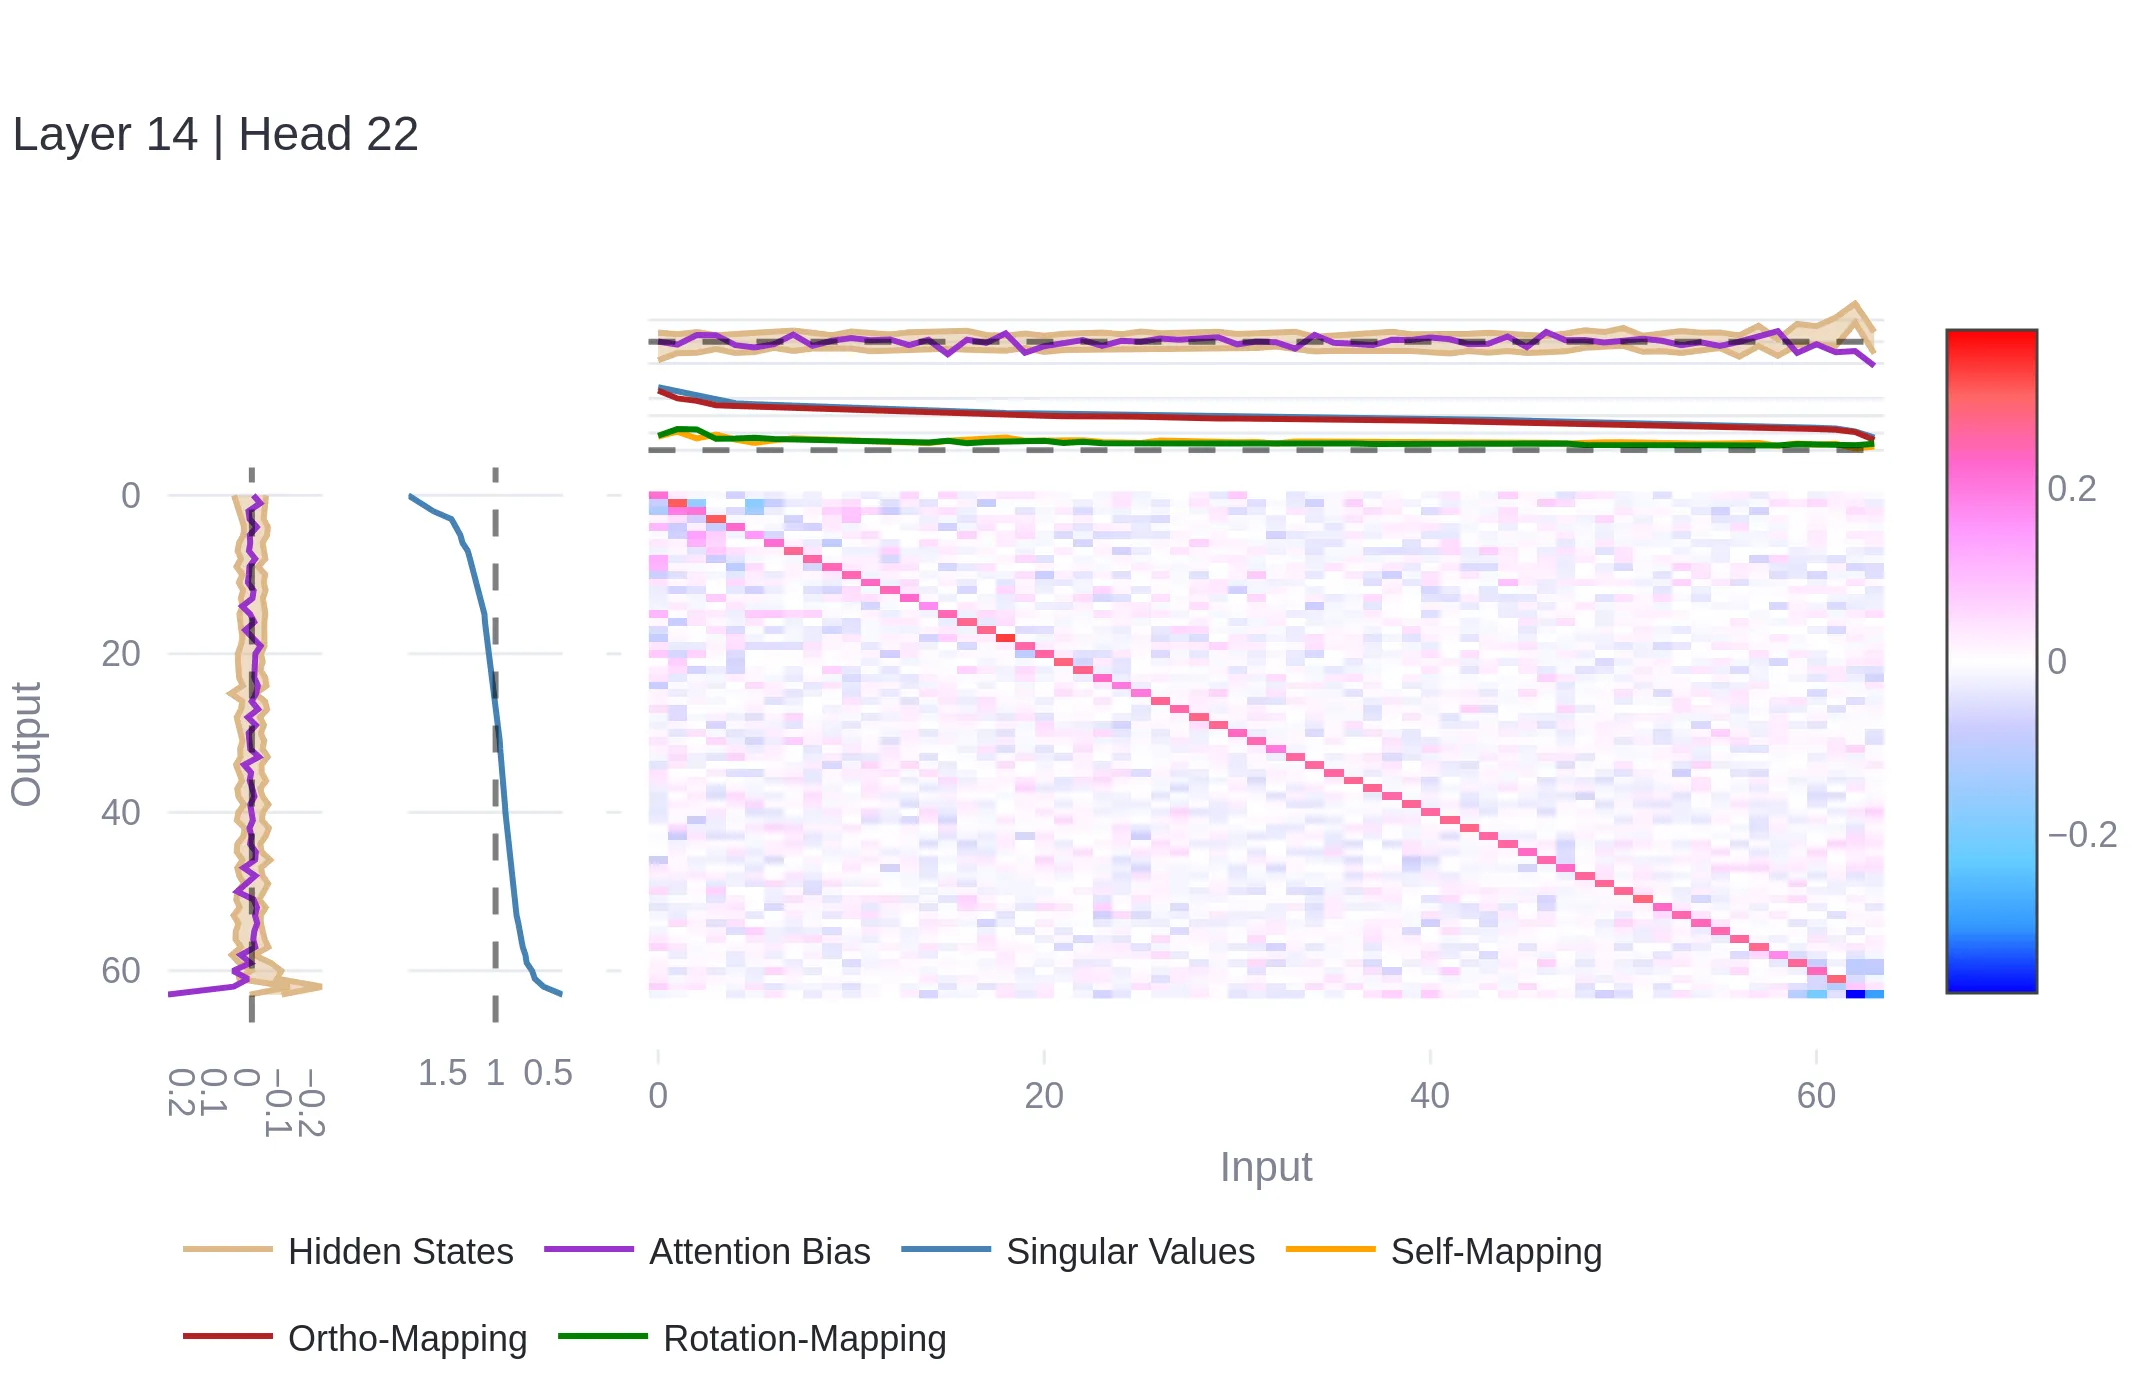 Layer 14 | Head 22
0
20
40
60
Output
0.2
0.1
0
−0.1
−0.2
1.5 1 0.5
0 20 40 60
Input
0.2
0
−0.2
Hidden States Attention Bias Singular Values Self-Mapping
Ortho-Mapping Rotation-Mapping